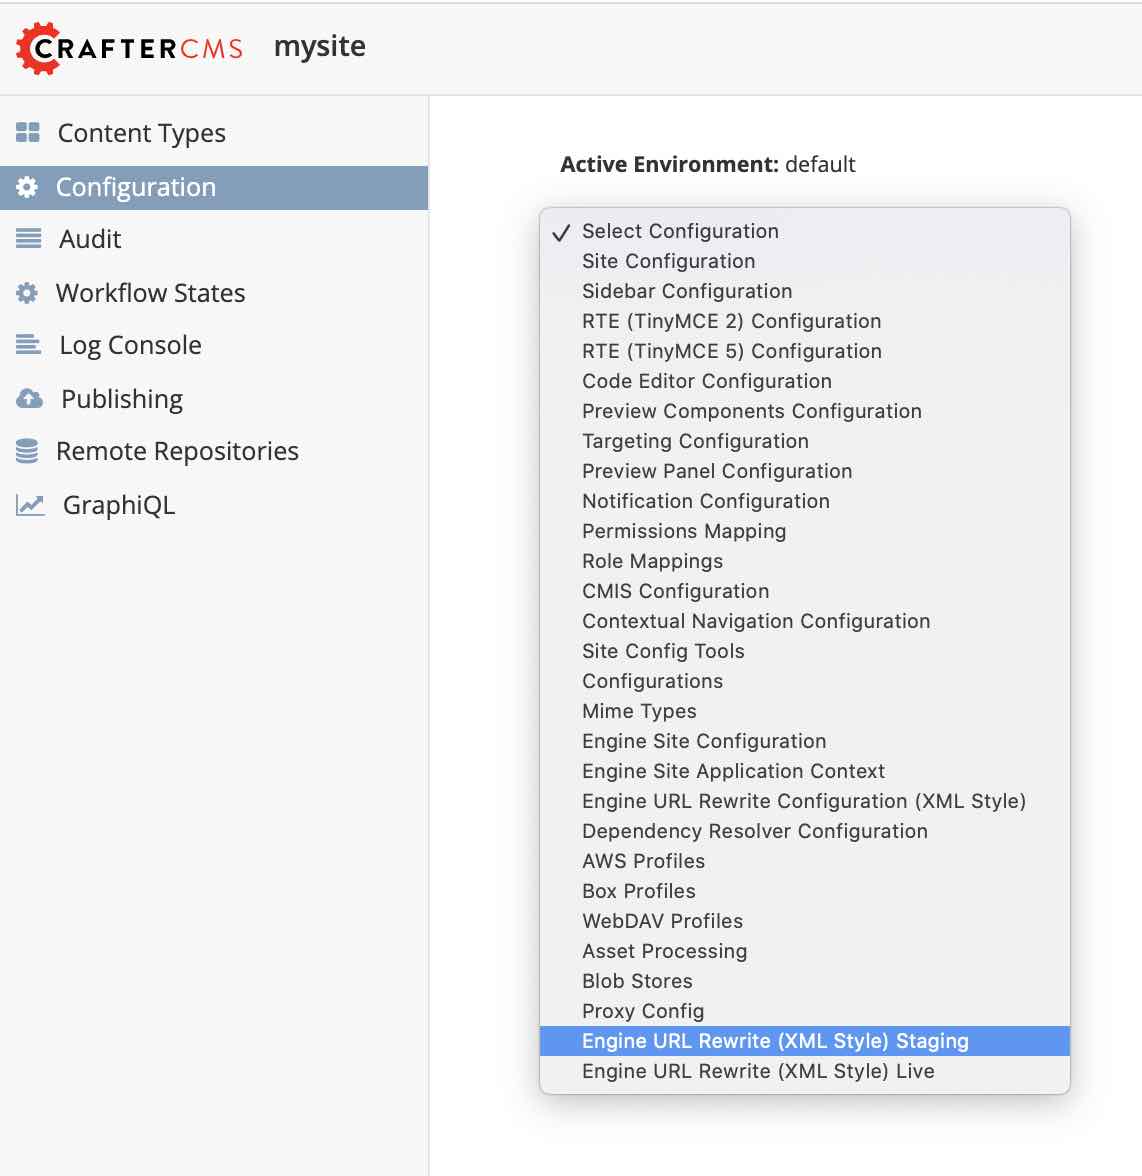 CRAFTERCMS mysite
Content Types
Configuration
Audit
Workflow States
Log Console
Publishing
Remote Repositories
GraphiQL
Active Environment: default
Select Configuration
Site Configuration
Sidebar Configuration
RTE (TinyMCE 2) Configuration
RTE (TinyMCE 5) Configuration
Code Editor Configuration
Preview Components Configuration
Targeting Configuration
Preview Panel Configuration
Notification Configuration
Permissions Mapping
Role Mappings
CMIS Configuration
Contextual Navigation Configuration
Site Config Tools
Configurations
Mime Types
Engine Site Configuration
Engine Site Application Context
Engine URL Rewrite Configuration (XML Style)
Dependency Resolver Configuration
AWS Profiles
Box Profiles
WebDAV Profiles
Asset Processing
Blob Stores
Proxy Config
Engine URL Rewrite (XML Style) Staging
Engine URL Rewrite (XML Style) Live